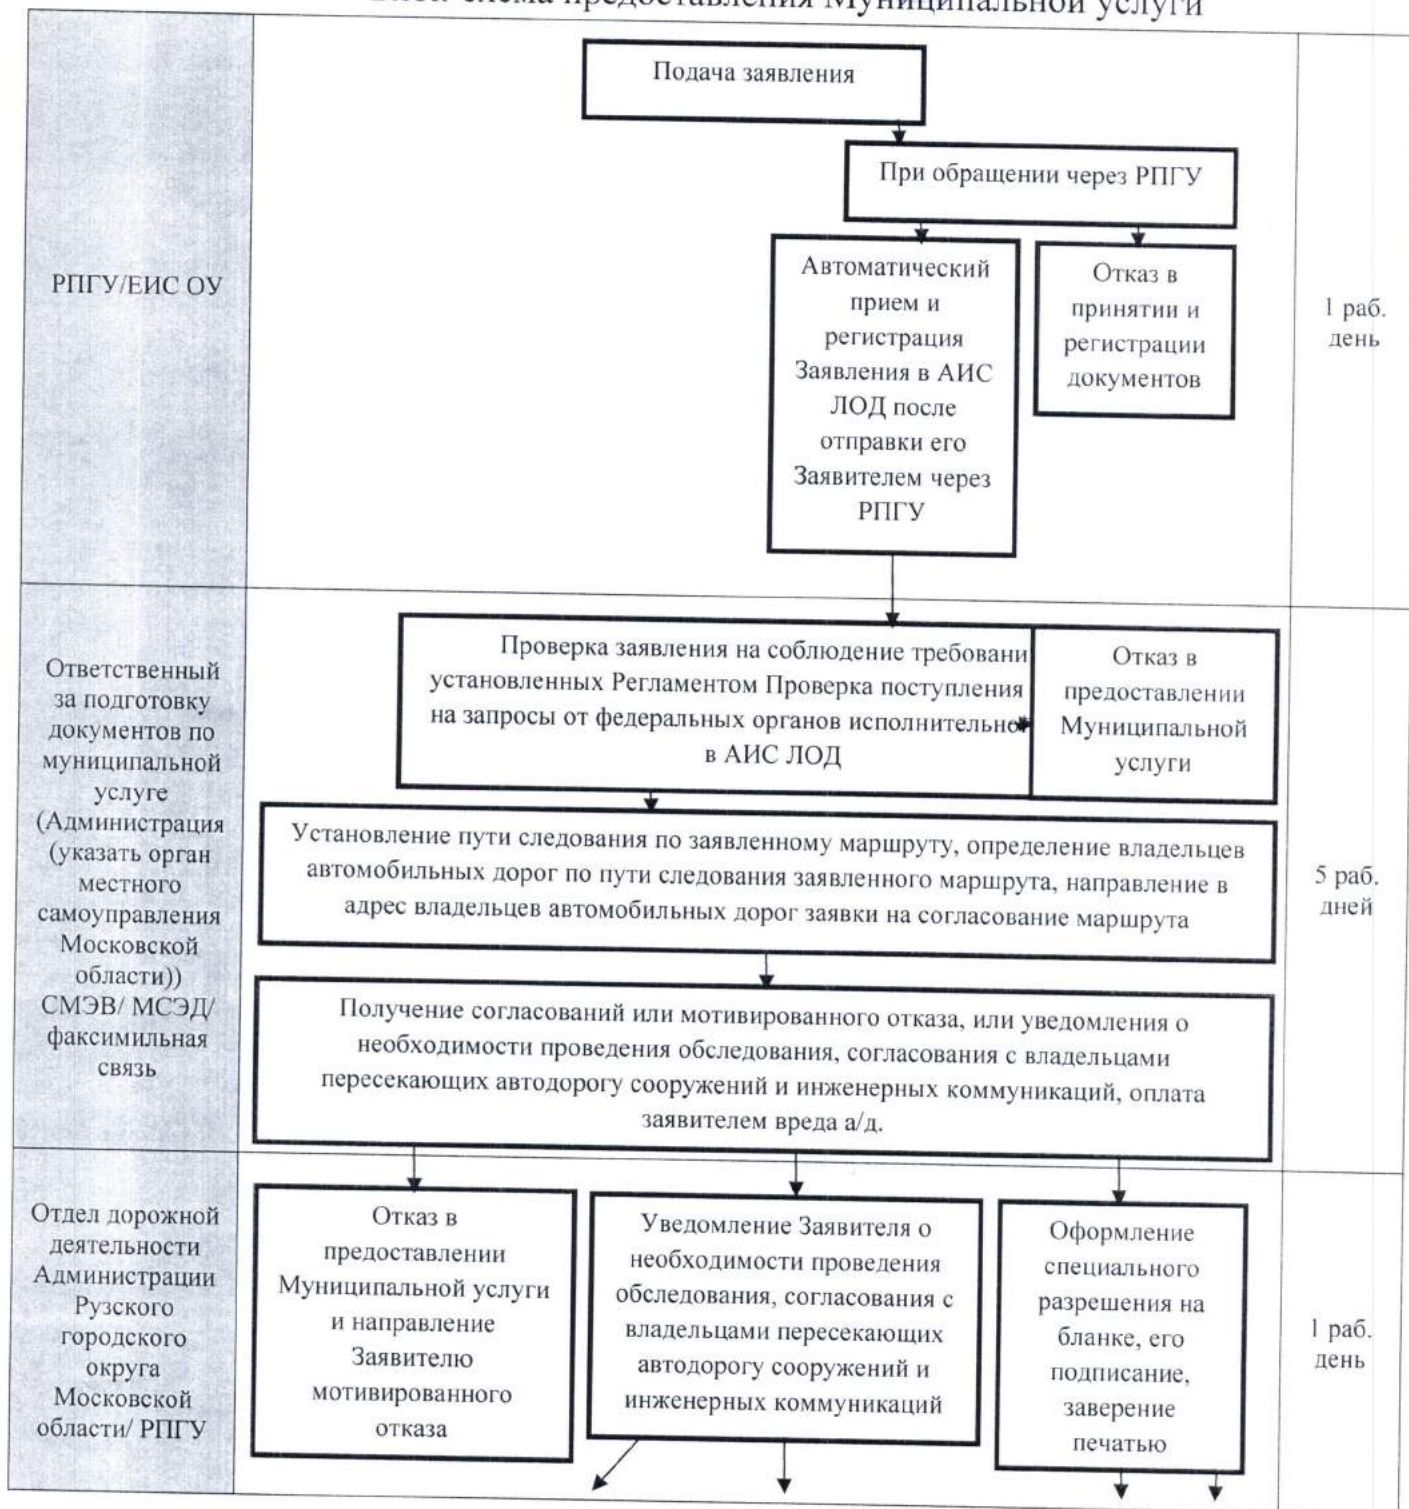 схема предоставления Муниципальной услуги
РПГУ/ЕИС ОУ
Подача заявления
При обращении через РПГУ
Автоматический
прием и
регистрация
Заявления в АИС
ЛОД после
отправки его
Заявителем через
РПГУ
Отказ в
принятии и
регистрации
документов
1 раб.
день
Ответственный
за подготовку
документов по
муниципальной
услуге
(Администрация
(указать орган
местного
самоуправления
Московской
области))
СМЭВ/ МСЭД/
факсимильная
связь
Проверка заявления на соблюдение требовани
установленных Регламентом Проверка поступления
на запросы от федеральных органов исполнительно
в АИС ЛОД
Отказ в
предоставлении
Муниципальной
услуги
Установление пути следования по заявленному маршруту, определение владельцев
автомобильных дорог по пути следования заявленного маршрута, направление в
адрес владельцев автомобильных дорог заявки на согласование маршрута
Получение согласований или мотивированного отказа, или уведомления о
необходимости проведения обследования, согласования с владельцами
пересекающих автодорогу сооружений и инженерных коммуникаций, оплата
заявителем вреда а/д.
5 раб.
дней
Отдел дорожной
деятельности
Администрации
Рузского
городского
округа
Московской
области/ РПГУ
Отказ в
предоставлении
Муниципальной услуги
и направление
Заявителю
мотивированного
отказа
Уведомление Заявителя о
необходимости проведения
обследования, согласования с
владельцами пересекающих
автодорогу сооружений и
инженерных коммуникаций
Оформление
специального
разрешения на
бланке, его
подписание,
заверение
печатью
1 раб.
день